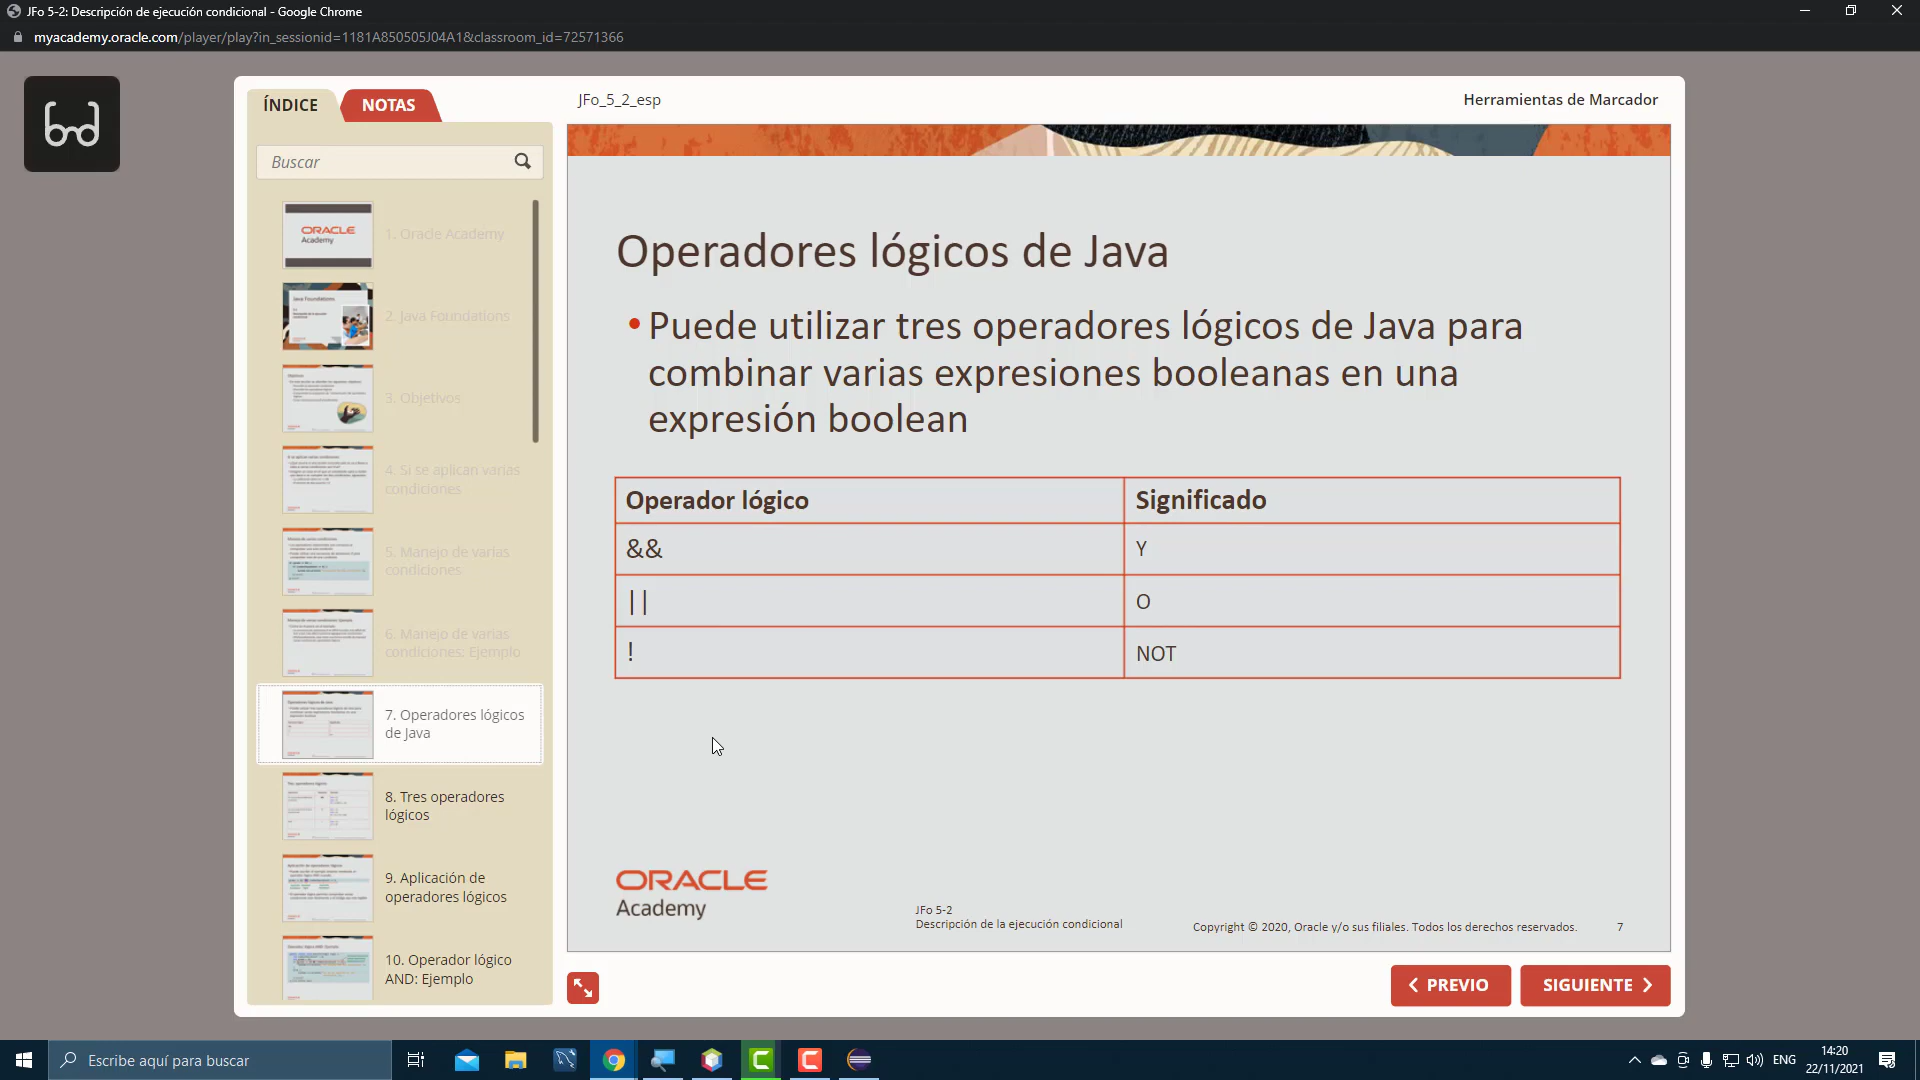 JFo 5-2: Descripción de ejecución condicional - Google Chrome
myacademy.oracle.com/player/play?in_sessionid=1181A850505J04A1&classroom_id=72571366
ÍNDICE
NOTAS
Buscar
ORACLE
Academy
1. Oracle Academy
Java Foundations
2. Java Foundations
Objetivos
3. Objetivos
4. Si se aplican varias
condiciones
5. Manejo de varias
condiciones
6. Manejo de varias
condiciones: Ejemplo
7. Operadores lógicos
de Java
8. Tres operadores
lógicos
9. Aplicación de
operadores lógicos
10. Operador lógico
AND: Ejemplo
JFo_5_2_esp
Herramientas de Marcador
Operadores lógicos de Java
• Puede utilizar tres operadores lógicos de Java para
combinar varias expresiones booleanas en una
expresión boolean
Operador lógico Significado
&& Y
|| O
! NOT
ORACLE
Academy
JFo 5-2
Descripción de la ejecución condicional
Copyright © 2020, Oracle y/o sus filiales. Todos los derechos reservados.
7
PREVIO
SIGUIENTE
Escribe aquí para buscar
ENG
14:20
22/11/2021